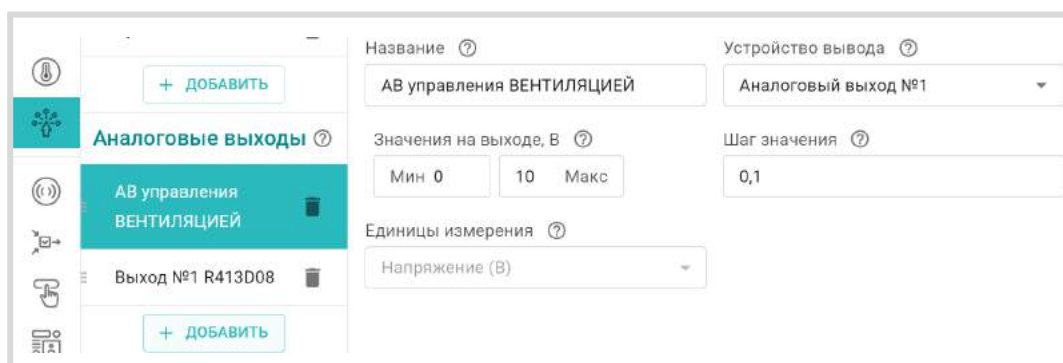 Название ?
Устройство вывода ?
+ ДОБАВИТЬ
АВ управления ВЕНТИЛЯЦИЕЙ
Аналоговый выход №1
Аналоговые выходы ?
Значения на выходе, В ?
Шаг значения ?
Мин 0
10 Макс
0,1
АВ управления
ВЕНТИЛЯЦИЕЙ
Единицы измерения ?
Напряжение (В)
Выход №1 R413D08
+ ДОБАВИТЬ